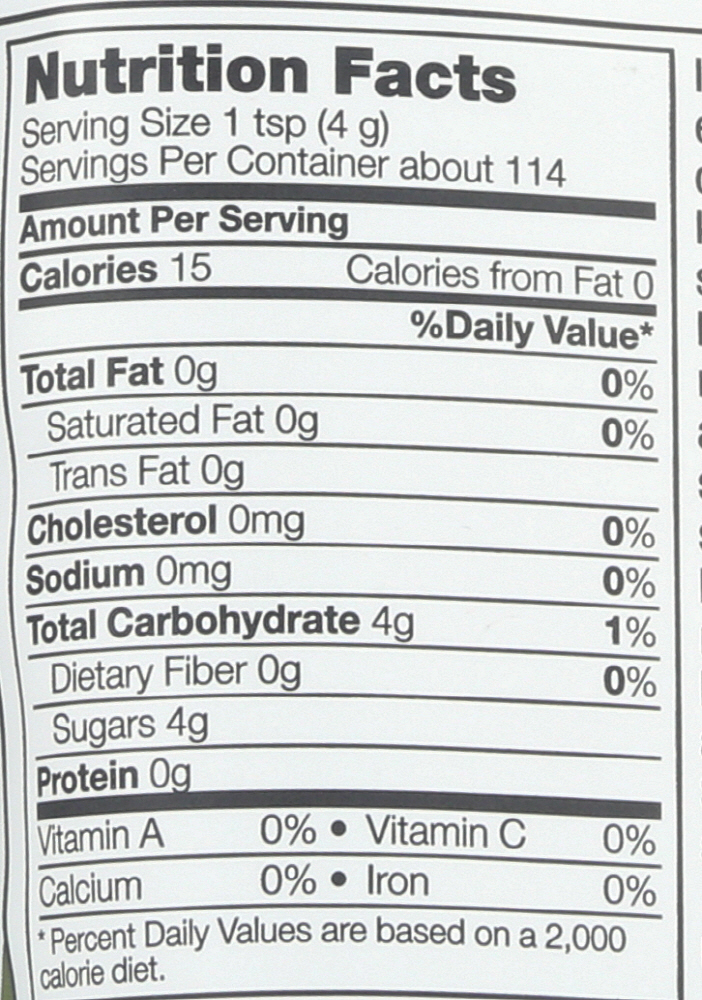 Nutrition Facts
Serving Size 1 tsp (4 g)
Servings Per Container about 114
Amount Per Serving
Calories 15 Calories from Fat 0
%Daily Value*
Total Fat 0g 0%
Saturated Fat 0g 0%
Trans Fat 0g
Cholesterol 0mg 0%
Sodium 0mg 0%
Total Carbohydrate 4g 1%
Dietary Fiber 0g 0%
Sugars 4g
Protein 0g
Vitamin A 0% • Vitamin C 0%
Calcium 0% • Iron 0%
* Percent Daily Values are based on a 2,000
calorie diet.